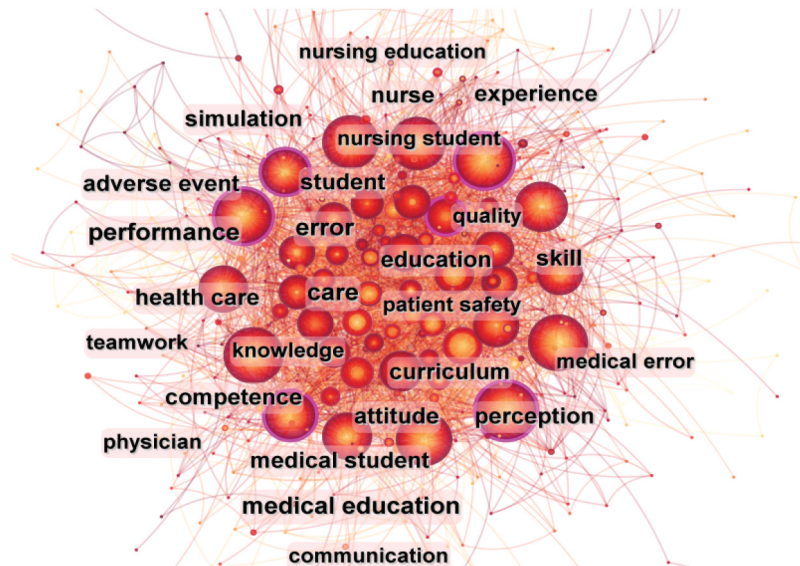 nursing education
nurse
experience
simulation
nursing student
adverse event
student
quality
performance
error
education
skill
health care
care
patient safety
teamwork
knowledge
medical error
curriculum
competence
attitude
perception
physician
medical student
medical education
communication